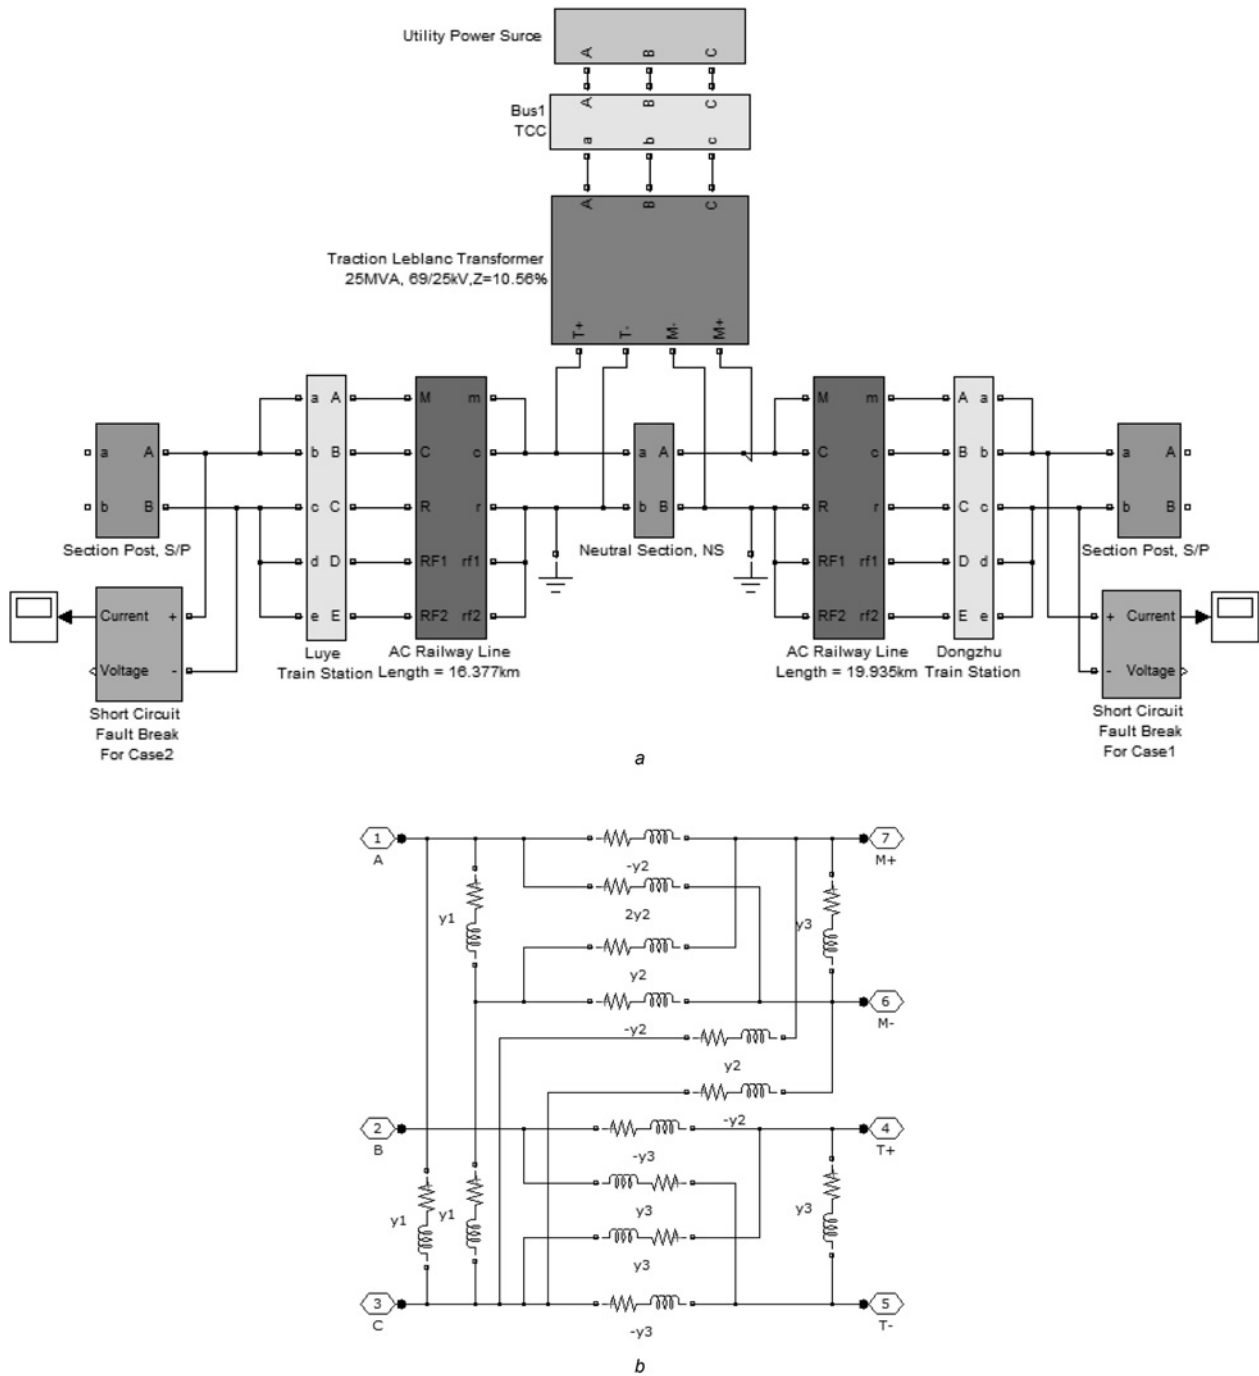 Utility Power Surce
A B C
A B C
Bus1
TCC
a b c
A B C
Traction Leblanc Transformer
25MVA, 69/25kV,Z=10.56%
T+ T- M- M+
a A
b B
Section Post, S/P
a A
b B
c C
d D
e E
Luye
Train Station
M m
C c
R r
RF1 rf1
RF2 rf2
AC Railway Line
Length = 16.377km
a A
b B
Neutral Section, NS
M m
C c
R r
RF1 rf1
RF2 rf2
AC Railway Line
Length = 19.935km
A a
B b
C c
D d
E e
Dongzhu
Train Station
a A
b B
Section Post, S/P
Current +
Voltage -
Short Circuit
Fault Break
For Case2
+ Current
- Voltage
Short Circuit
Fault Break
For Case1
a
1
A
7
M+
-y2
2y2
y1
y3
y2
6
M-
-y2
y2
2
B
-y2
4
T+
-y3
y3
y1
y1
y3
y3
3
C
-y3
5
T-
b